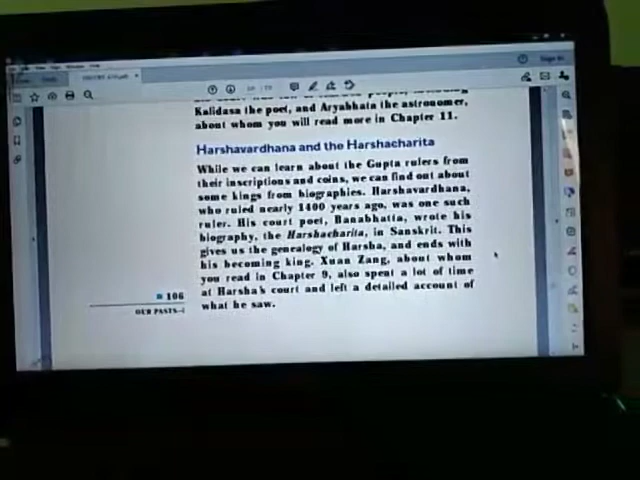 Sign In
Kalidasa the poet, and Aryabhata the astronomer,
about whom you will read more in Chapter 11.
Harshavardhana and the Harshacharita
While we can learn about the Gupta rulers from
their inscriptions and coins, we can find out about
some kings from biographies. Harshavardhana,
who ruled nearly 1400 years ago, was one such
ruler. His court poet, Banabhatta, wrote his
biography, the Harshacharita, in Sanskrit. This
gives us the genealogy of Harsha, and ends with
his becoming king. Xuan Zang, about whom
you read in Chapter 9, also spent a lot of time
at Harsha's court and left a detailed account of
what he saw.
106
OUR PASTS–I